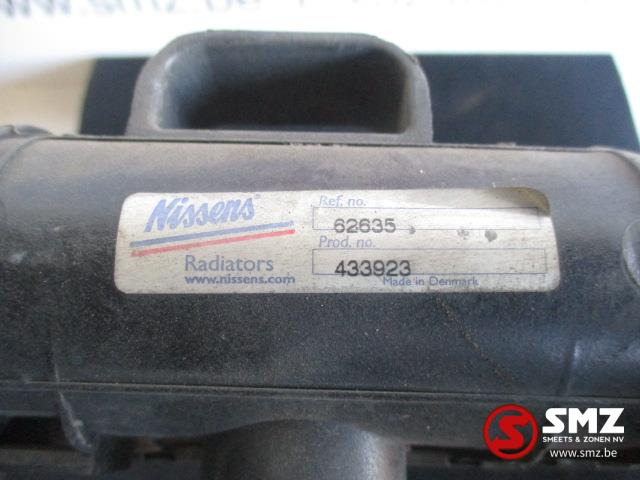 Nissens
Radiators
www.nissens.com
Ref. no.
62635
Prod. no.
433923
Made in Denmark
SMZ
SMEETS & ZONEN NV
www.smz.be